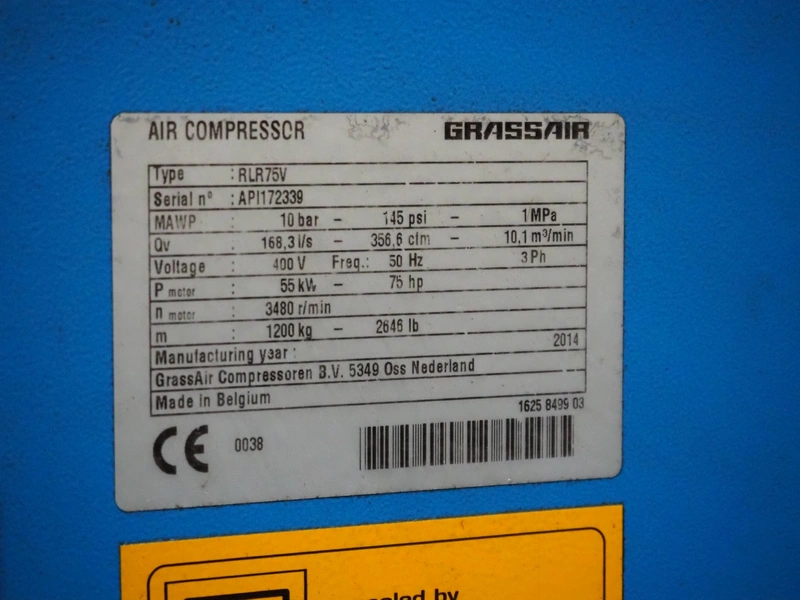 AIR COMPRESSOR GRASSAIR
Type : RLR75V
Serial n° : API172339
MAWP : 10 bar – 145 psi – 1 MPa
Qv : 168,3 l/s – 356,6 cfm – 10,1 m³/min
Voltage : 400 V Freq.: 50 Hz 3 Ph
P motor : 55 kW – 75 hp
n motor : 3480 r/min
m : 1200 kg – 2646 lb
Manufacturing year : 2014
GrassAir Compressoren B.V. 5349 Oss Nederland
Made in Belgium
1625 8499 03
CE 0038
by